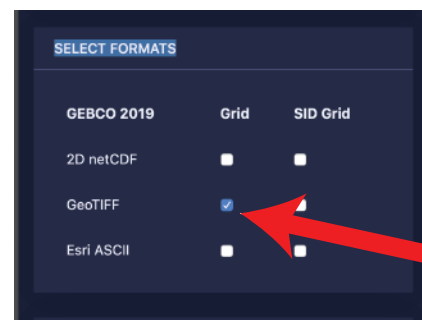 SELECT FORMATS
GEBCO 2019 Grid SID Grid
2D netCDF
GeoTIFF
Esri ASCII